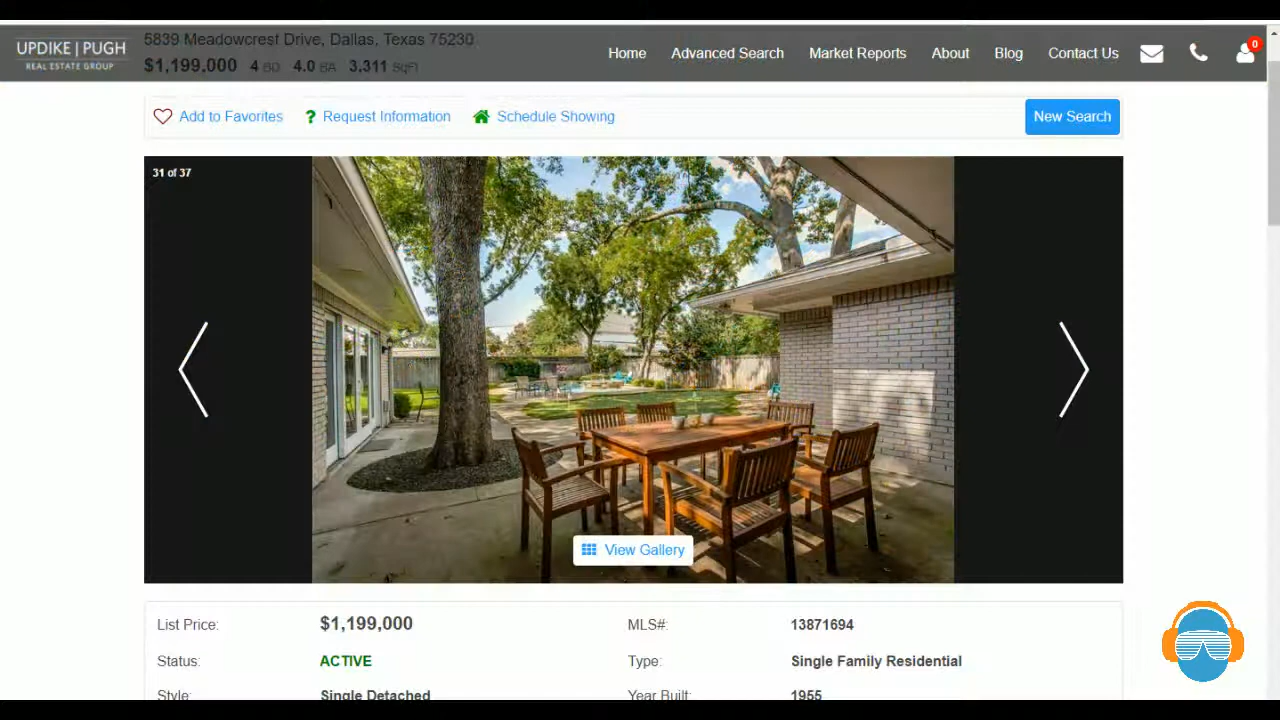 UPDIKE | PUGH
REAL ESTATE GROUP
5839 Meadowcrest Drive, Dallas, Texas 75230
$1,199,000 4 BD 4.0 BA 3,311 SQFT
Home Advanced Search Market Reports About Blog Contact Us 0
Add to Favorites ? Request Information Schedule Showing New Search
31 of 37
View Gallery
List Price: $1,199,000 MLS#: 13871694
Status: ACTIVE Type: Single Family Residential
Style: Single Detached Year Built: 1955